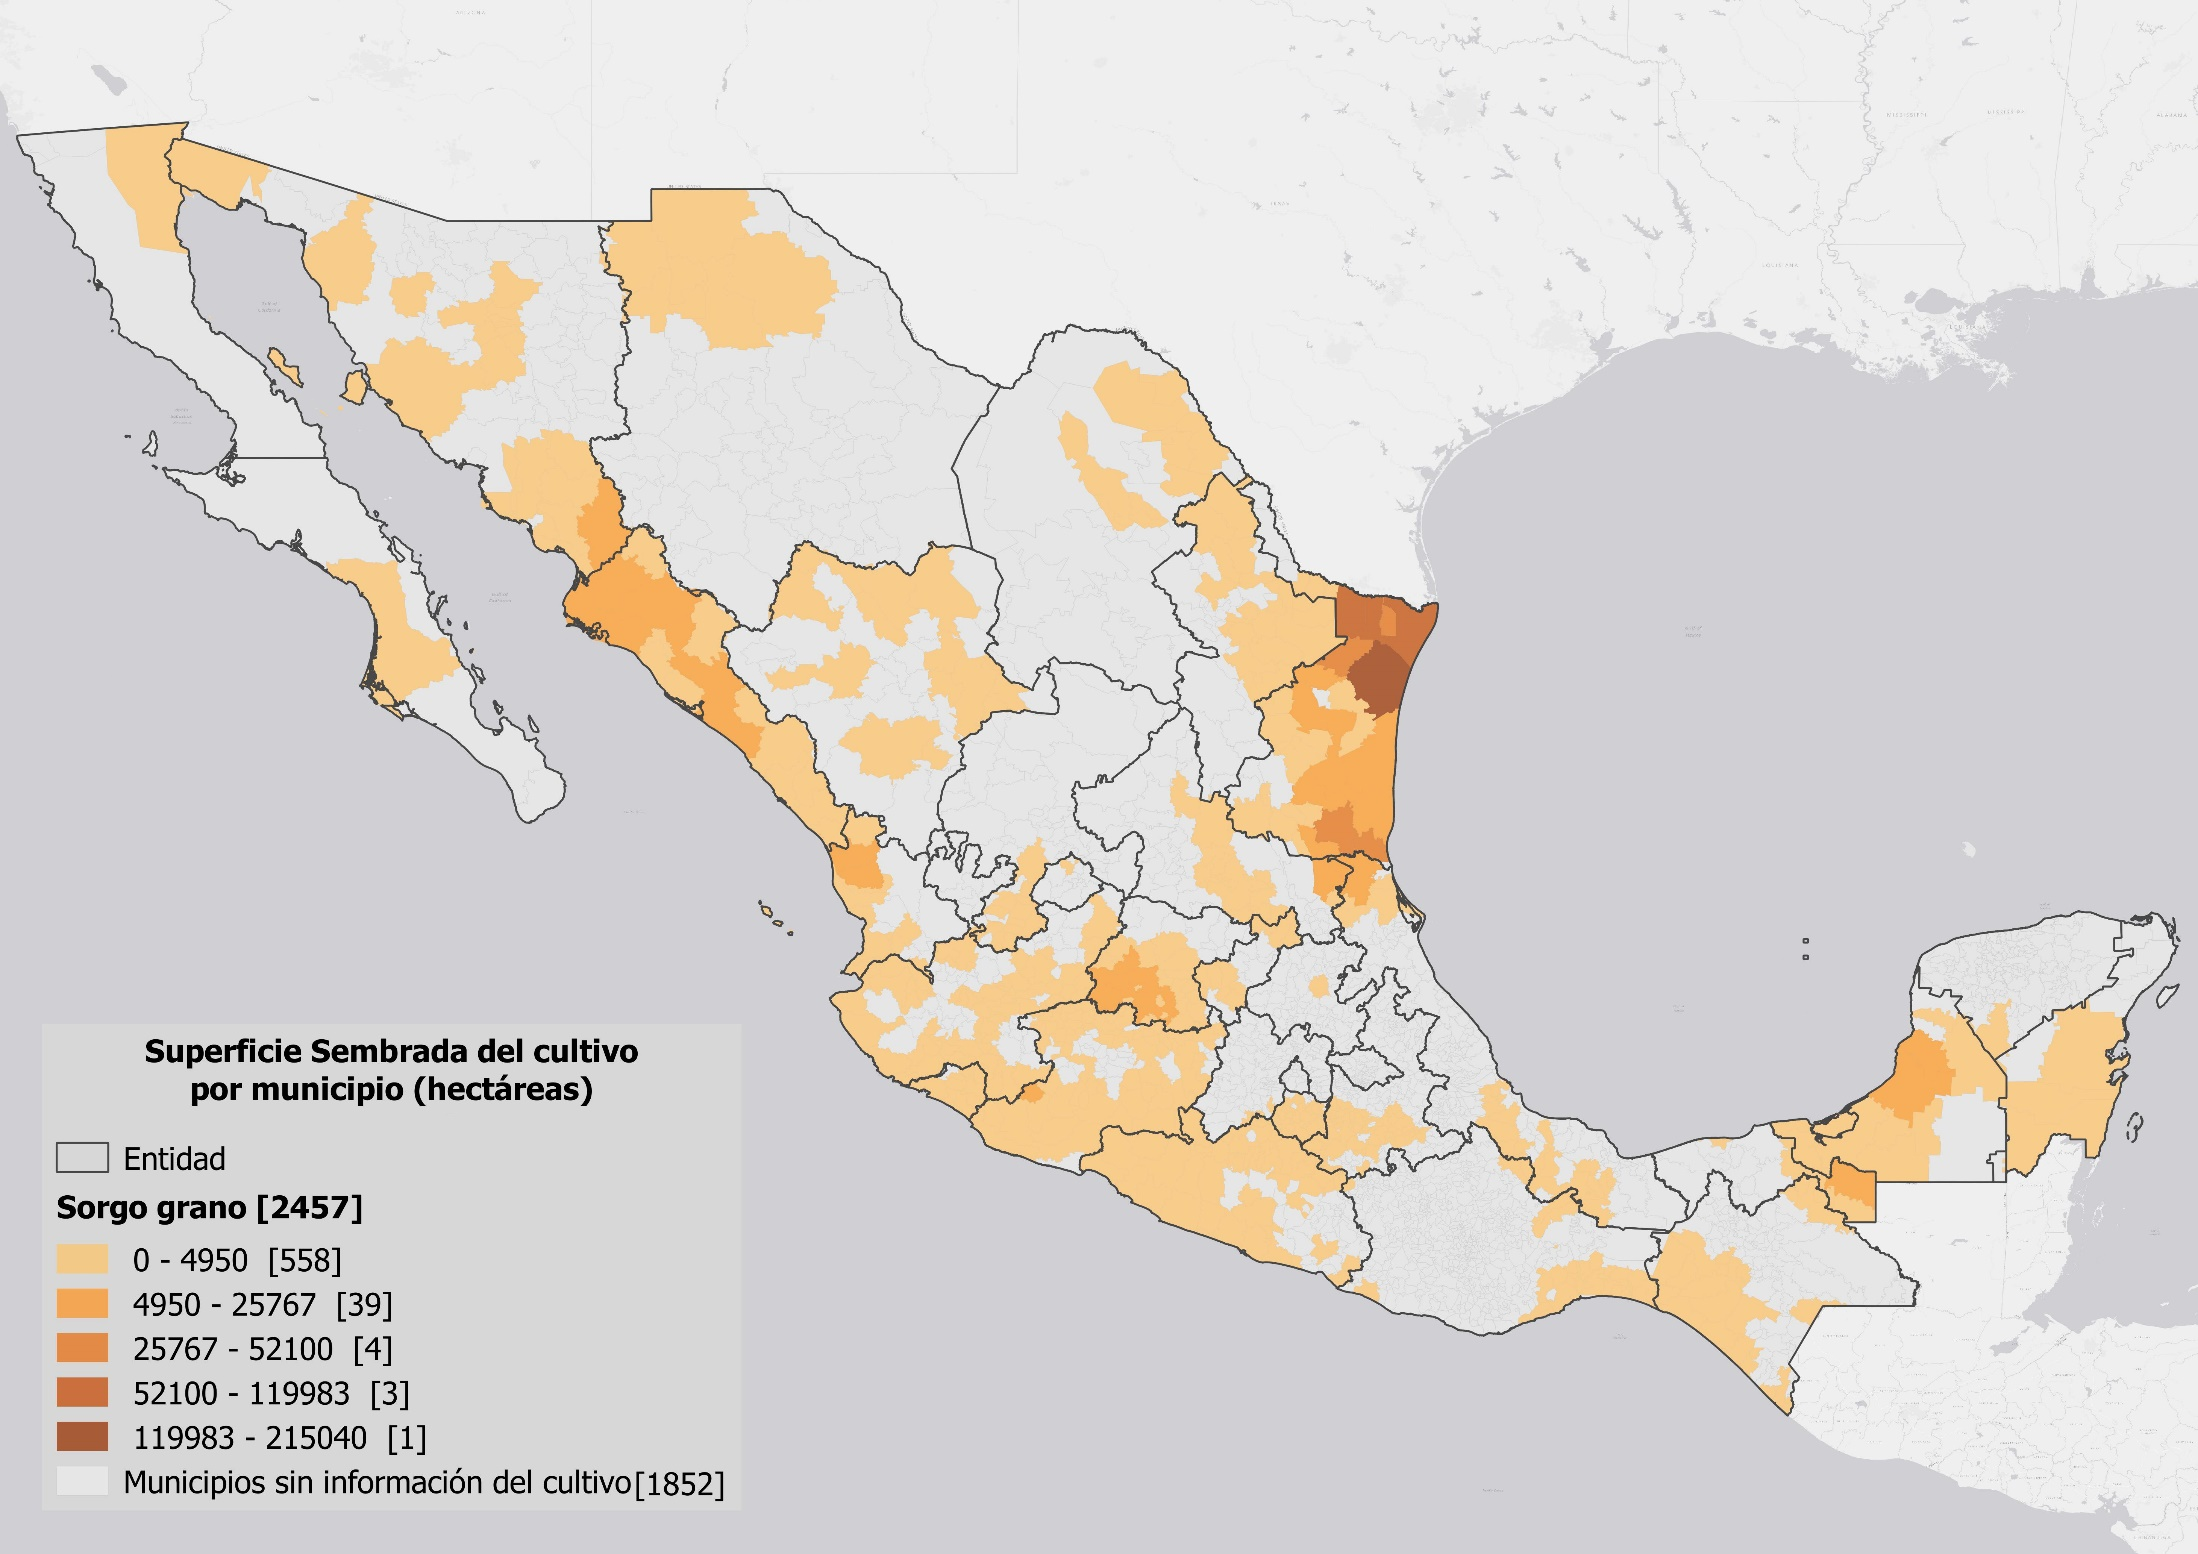 Superficie Sembrada del cultivo
por municipio (hectáreas)
Entidad
Sorgo grano [2457]
0 - 4950 [558]
4950 - 25767 [39]
25767 - 52100 [4]
52100 - 119983 [3]
119983 - 215040 [1]
Municipios sin información del cultivo[1852]